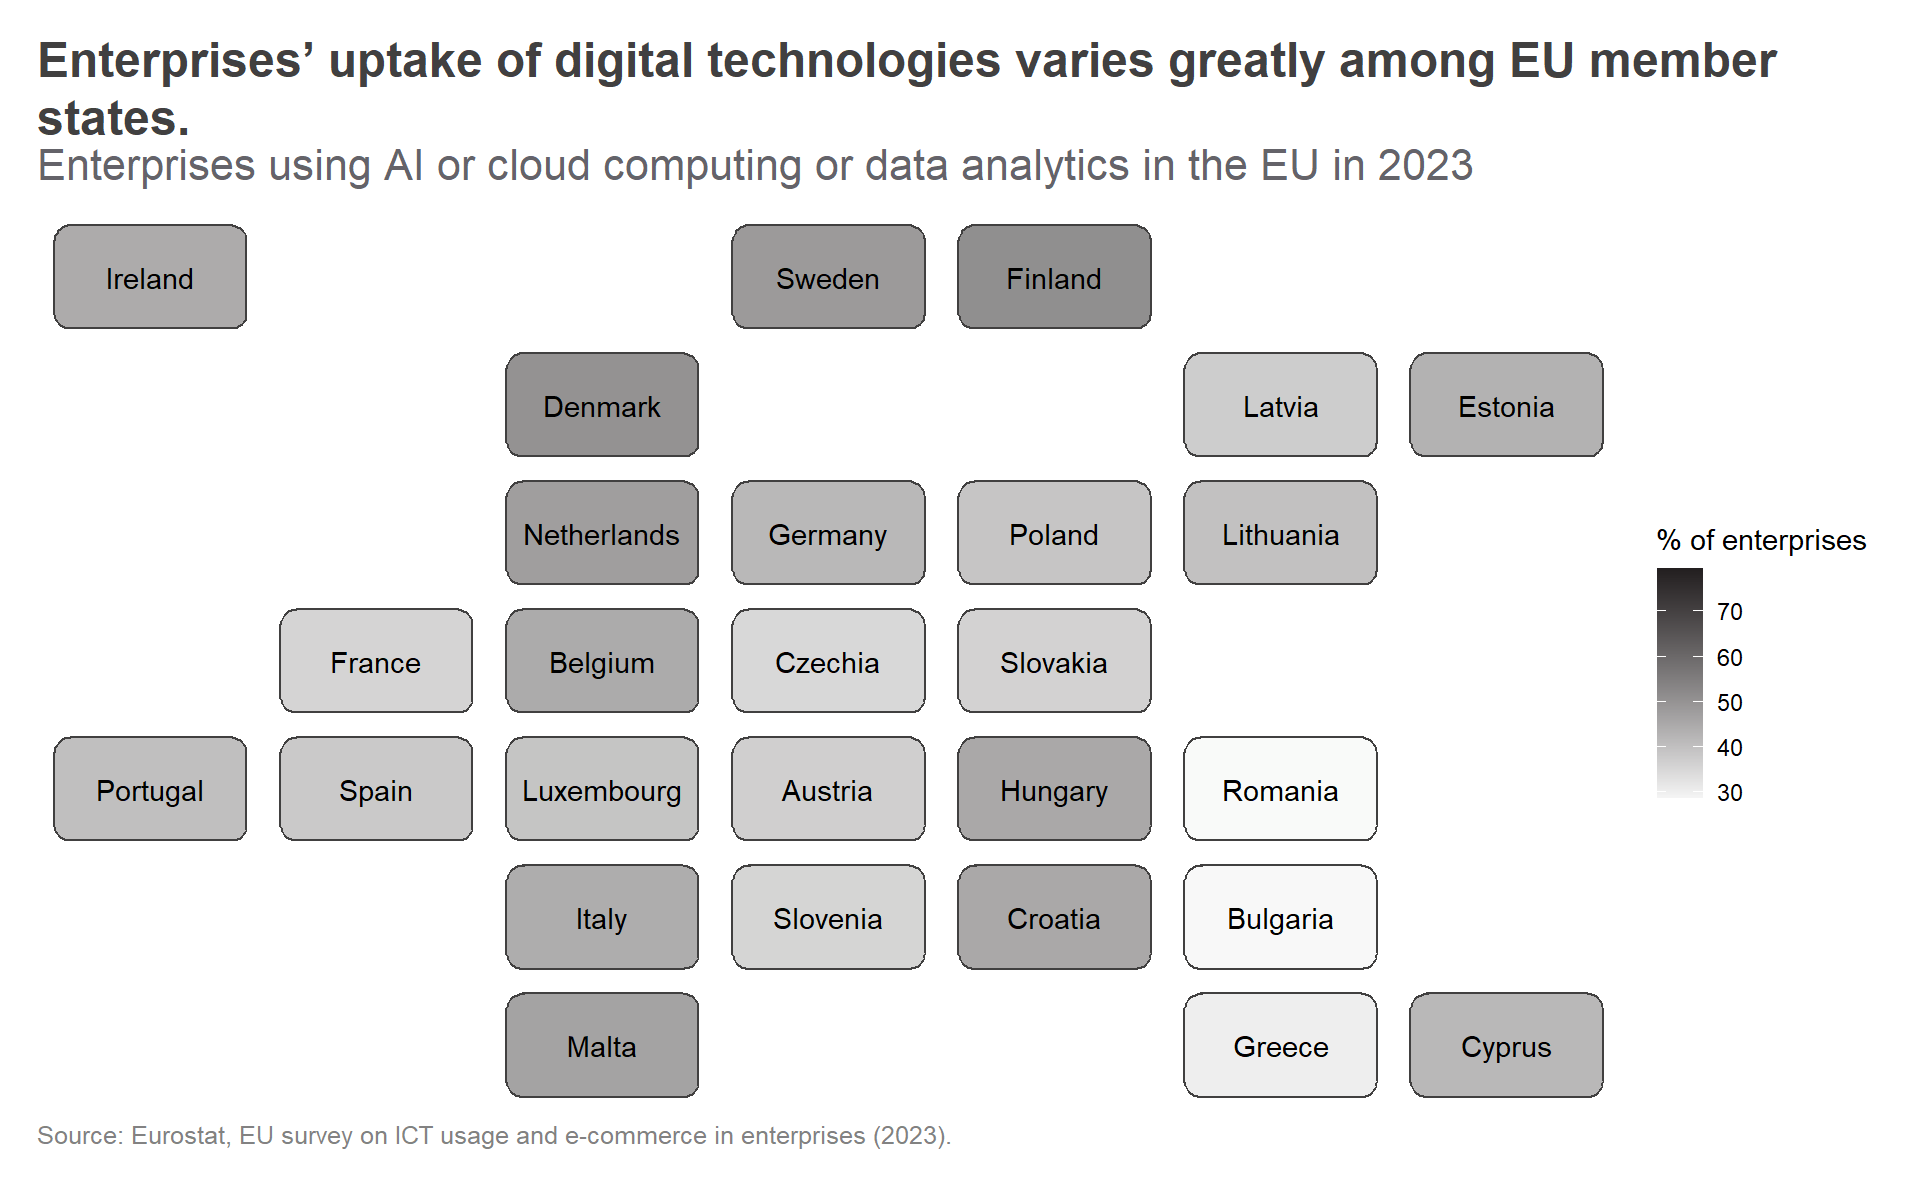 Enterprises’ uptake of digital technologies varies greatly among EU member
states.
Enterprises using AI or cloud computing or data analytics in the EU in 2023
Ireland
Sweden
Finland
Denmark
Latvia
Estonia
Netherlands
Germany
Poland
Lithuania
France
Belgium
Czechia
Slovakia
Portugal
Spain
Luxembourg
Austria
Hungary
Romania
Italy
Slovenia
Croatia
Bulgaria
Malta
Greece
Cyprus
% of enterprises
70
60
50
40
30
Source: Eurostat, EU survey on ICT usage and e-commerce in enterprises (2023).